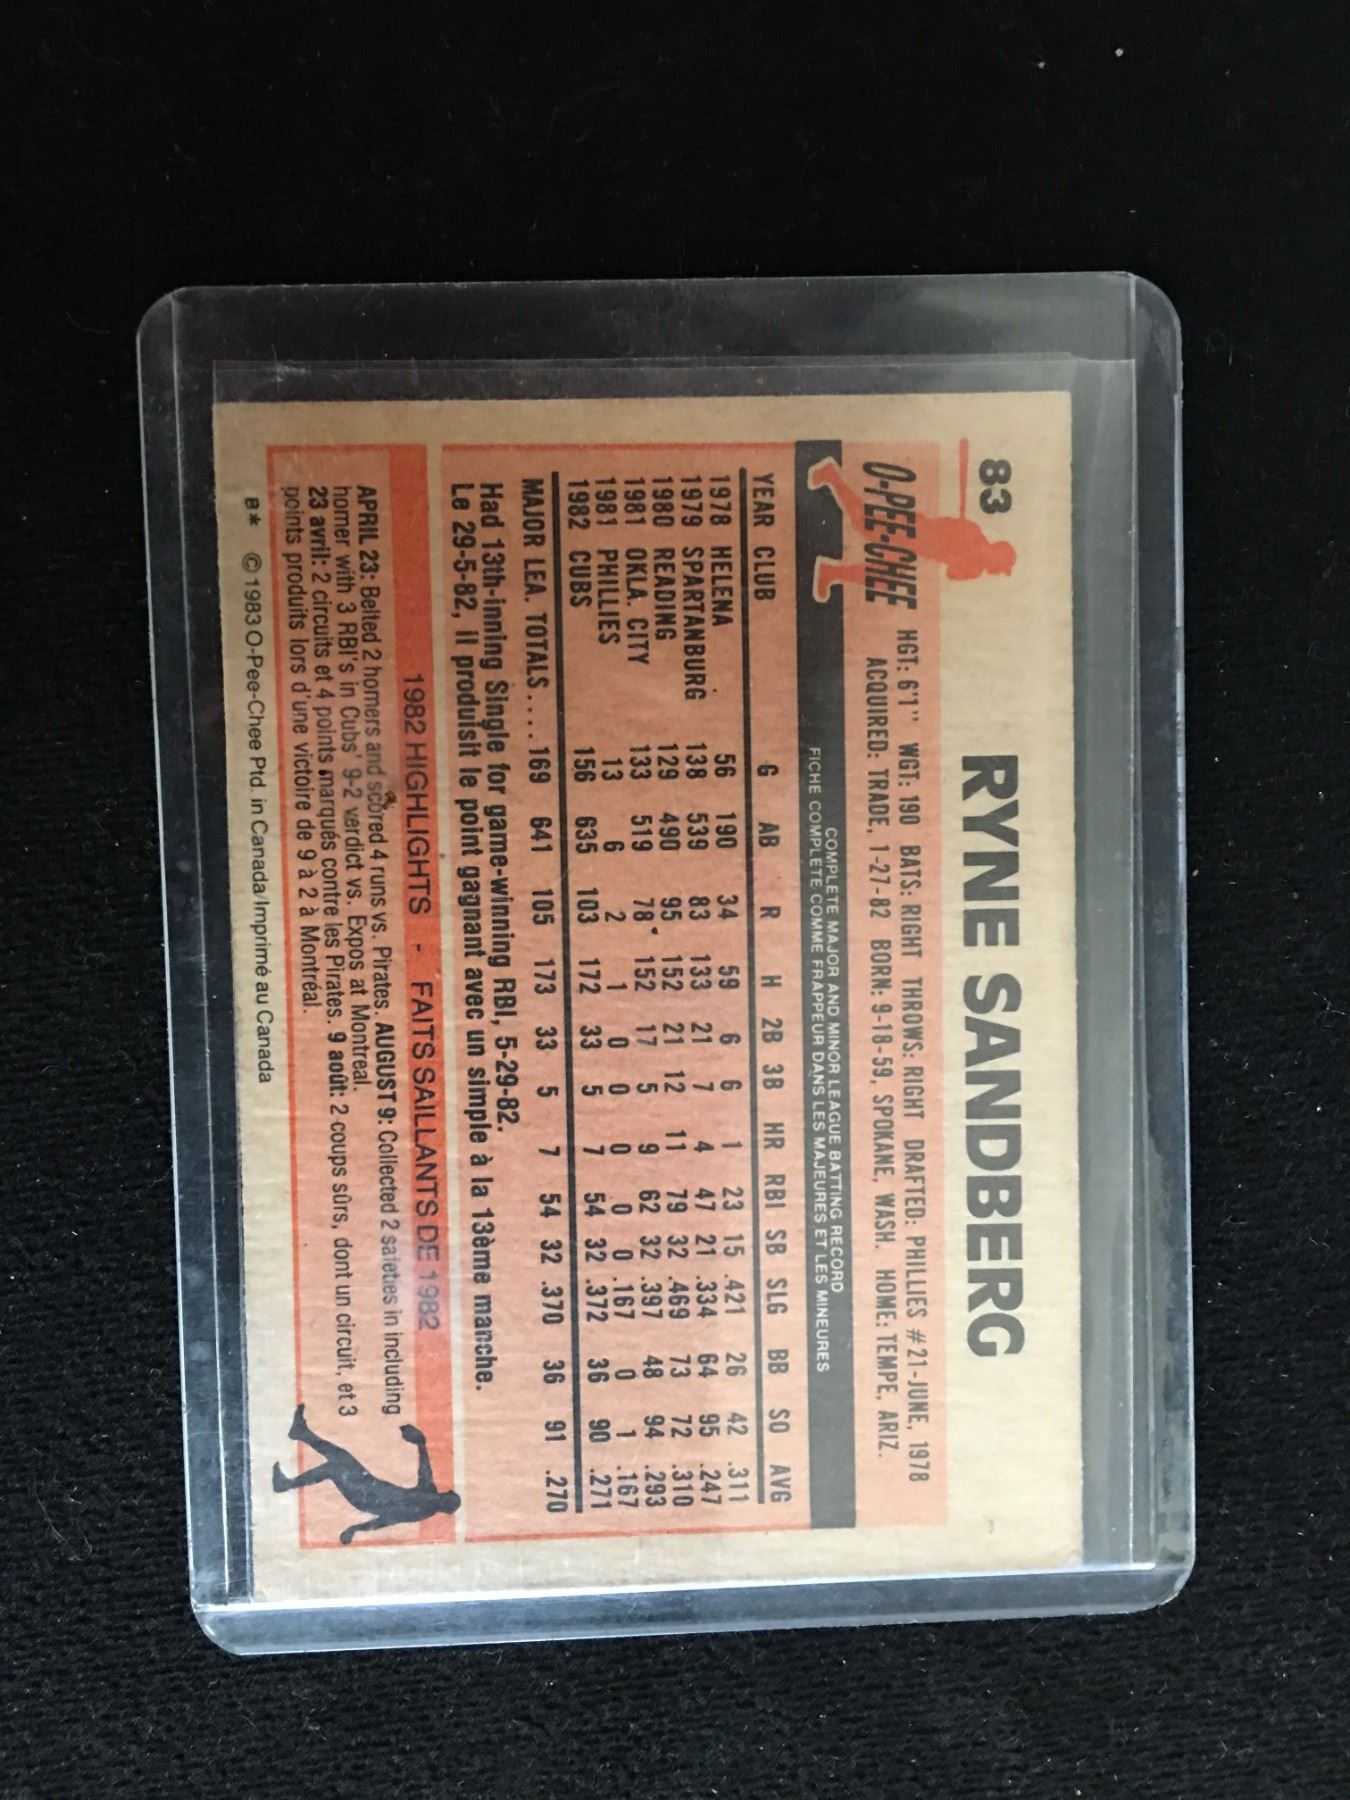 83 RYNE SANDBERG
O-PEE-CHEE
HGT: 6'1" WGT: 190 BATS: RIGHT THROWS: RIGHT DRAFTED: PHILLIES #21-JUNE, 1978
ACQUIRED: TRADE, 1-27-82 BORN: 9-18-59, SPOKANE, WASH. HOME: TEMPE, ARIZ.
COMPLETE MAJOR AND MINOR LEAGUE BATTING RECORD
FICHE COMPLETE COMME FRAPPEUR DANS LES MAJEURES ET LES MINEURES
YEAR CLUB G AB R H 2B 3B HR RBI SB SLG BB SO AVG
1978 HELENA 56 190 34 59 6 6 1 23 15 .421 26 42 .311
1979 SPARTANBURG 138 539 83 133 21 7 4 47 21 .334 64 95 .247
1980 READING 129 490 95 152 21 12 11 79 32 .469 73 72 .310
1981 OKLA. CITY 133 519 78 152 17 5 9 62 32 .397 48 94 .293
1981 PHILLIES 13 6 2 1 0 0 0 0 0 .167 0 1 .167
1982 CUBS 156 635 103 172 33 5 7 54 32 .372 36 90 .271
MAJOR LEA. TOTALS.... 169 641 105 173 33 5 7 54 32 .370 36 91 .270
Had 13th-inning Single for game-winning RBI, 5-29-82.
Le 29-5-82, il produisit le point gagnant avec un simple à la 13ème manche.
1982 HIGHLIGHTS - FAITS SAILLANTS DE 1982
APRIL 23: Belted 2 homers and scored 4 runs vs. Pirates. AUGUST 9: Collected 2 safeties in including
homer with 3 RBI's in Cubs' 9-2 verdict vs. Expos at Montreal.
23 avril: 2 circuits et 4 points marqués contre les Pirates. 9 août: 2 coups sûrs, dont un circuit, et 3
points produits lors d'une victoire de 9 à 2 à Montréal.
B* © 1983 O-Pee-Chee Ptd. in Canada/Imprimé au Canada